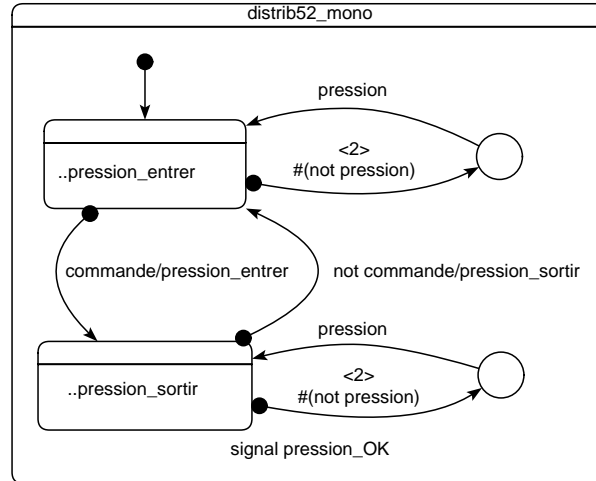 distrib52_mono
pression
<2>
#(not pression)
..pression_entrer
commande/pression_entrer
not commande/pression_sortir
pression
<2>
#(not pression)
..pression_sortir
signal pression_OK